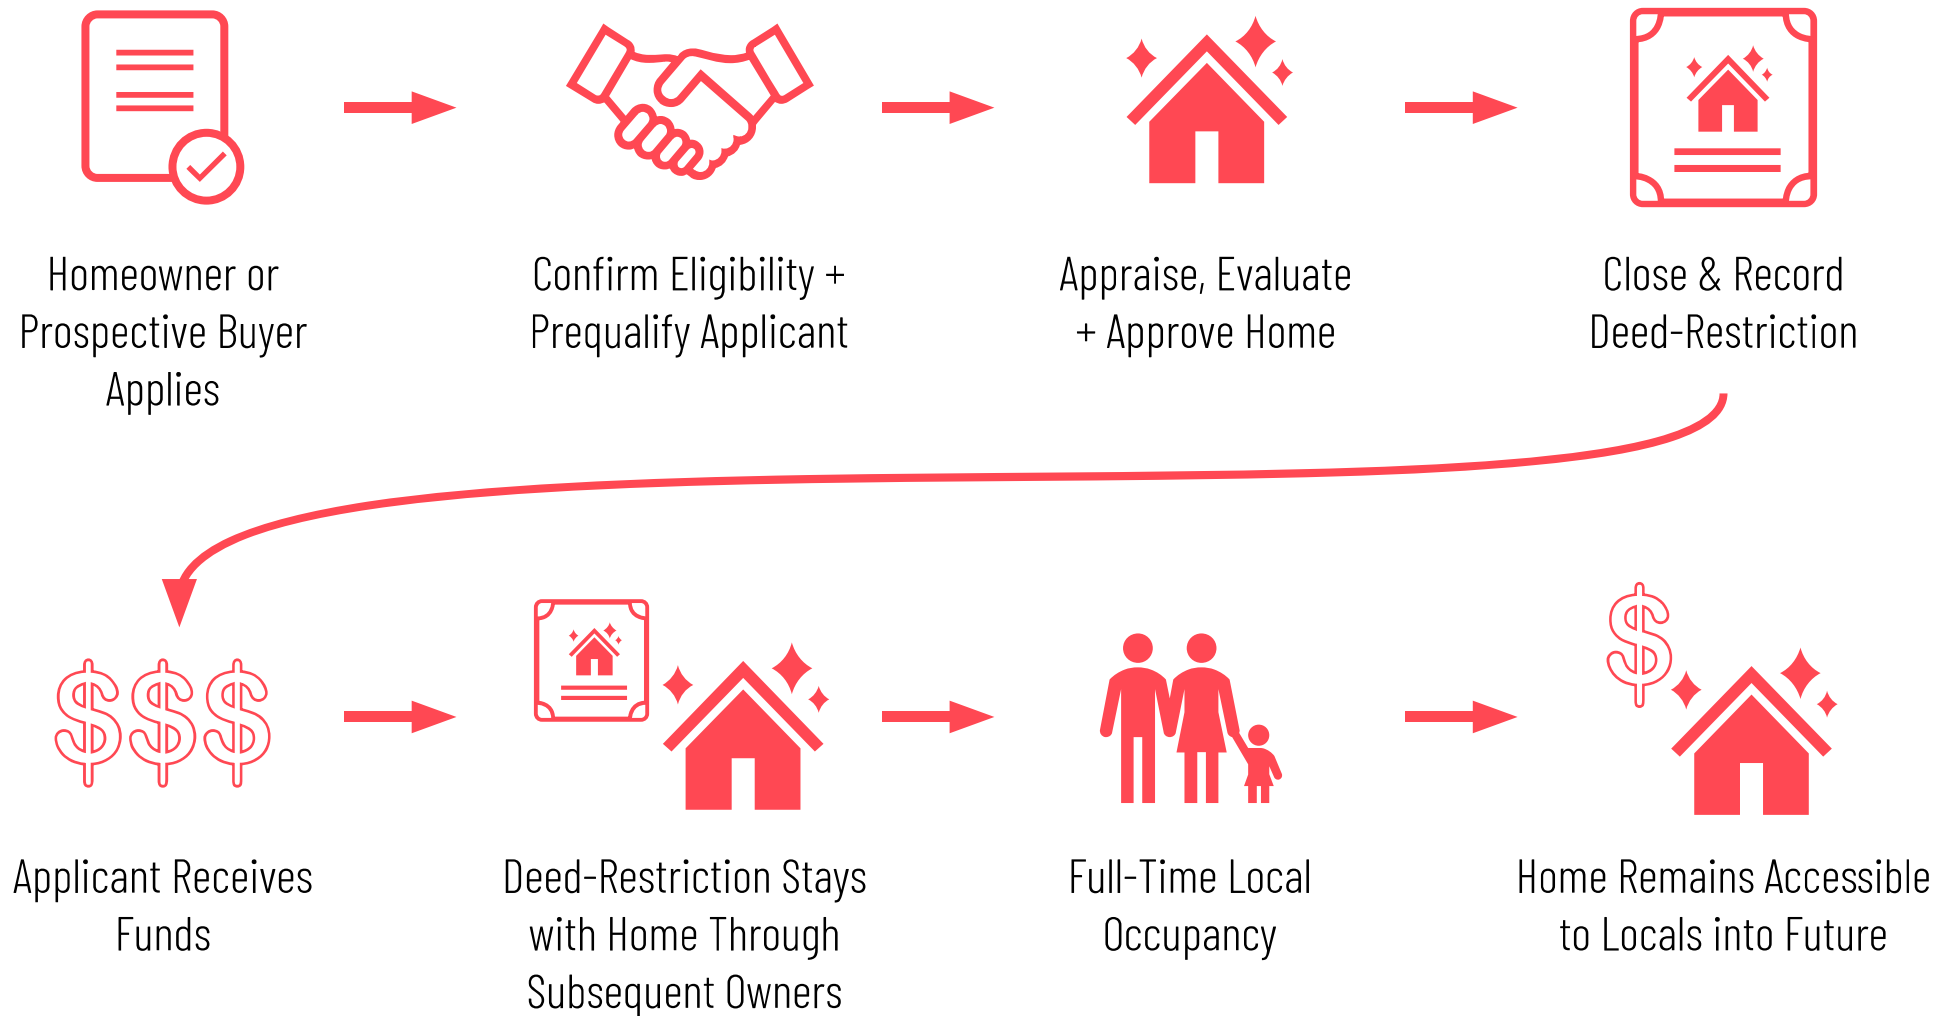 Homeowner or
Prospective Buyer
Applies
Confirm Eligibility +
Prequalify Applicant
Appraise, Evaluate
+ Approve Home
Close & Record
Deed-Restriction
Applicant Receives
Funds
Deed-Restriction Stays
with Home Through
Subsequent Owners
Full-Time Local
Occupancy
Home Remains Accessible
to Locals into Future